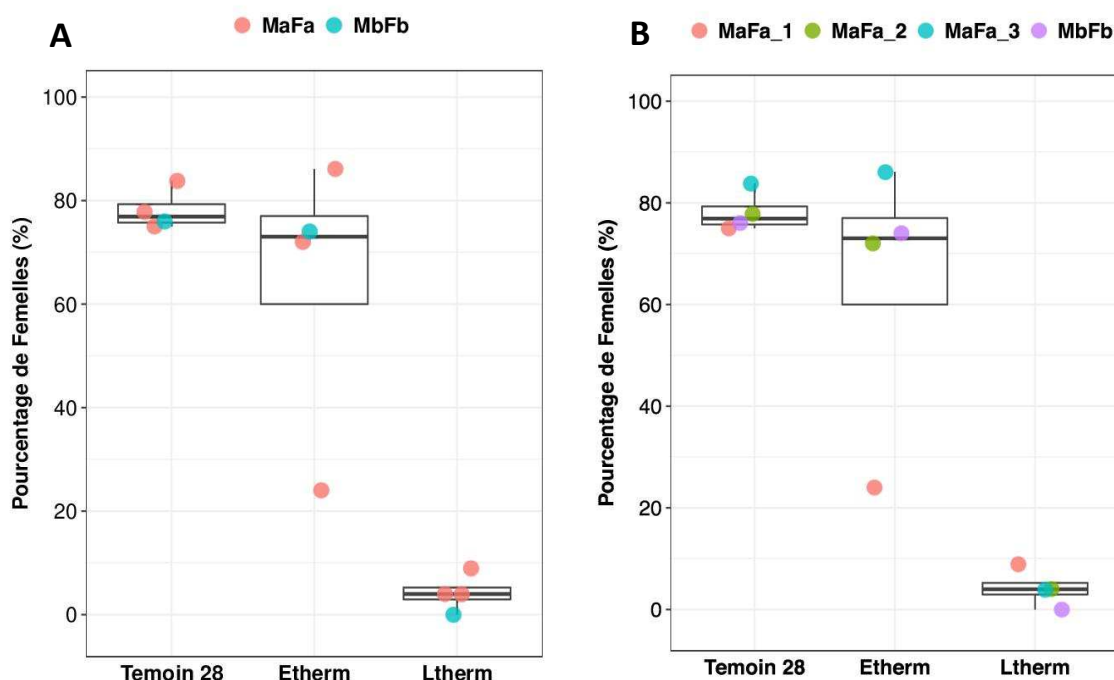 A
MaFa MbFb
Pourcentage de Femelles (%)
100
80
60
40
20
0
Temoin 28 Etherm Ltherm
B
MaFa_1 MaFa_2 MaFa_3 MbFb
Pourcentage de Femelles (%)
100
80
60
40
20
0
Temoin 28 Etherm Ltherm